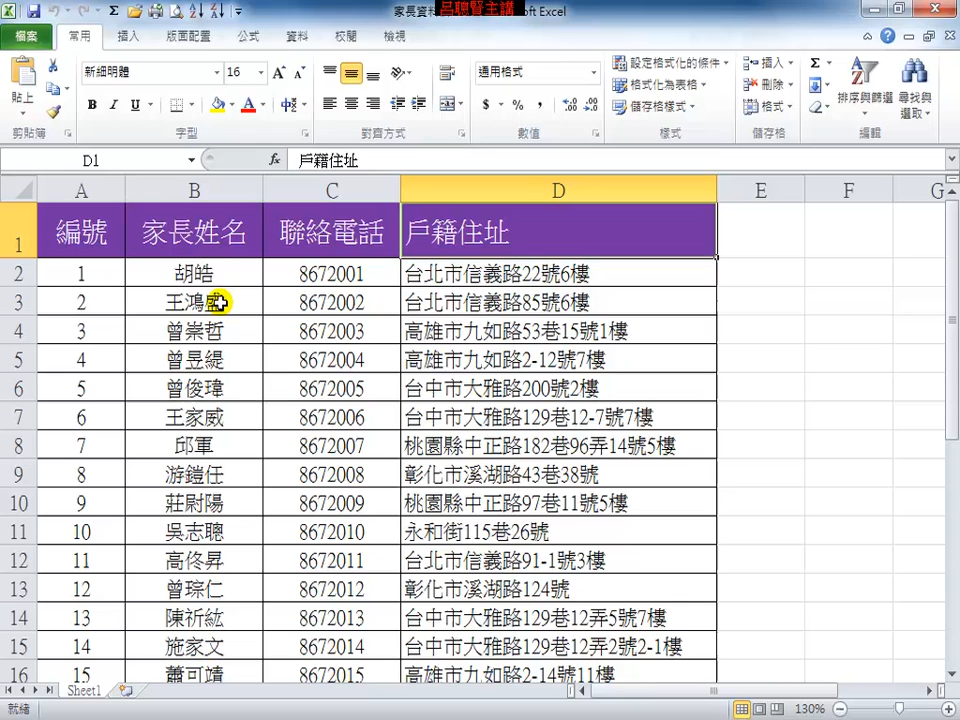 家長資料
呂聰賢主講
soft Excel
檔案 常用 插入 版面配置 公式 資料 校閱 檢視
貼上
新細明體 16
通用格式
設定格式化的條件
格式化為表格
儲存格樣式
插入
刪除
格式
排序與篩選
尋找與
選取
剪貼簿 字型 對齊方式 數值 樣式 儲存格 編輯
D1 fx 戶籍住址
A B C D E F G
1 編號 家長姓名 聯絡電話 戶籍住址
2 1 胡皓 8672001 台北市信義路22號6樓
3 2 王鴻盛 8672002 台北市信義路85號6樓
4 3 曾崇哲 8672003 高雄市九如路53巷15號1樓
5 4 曾昱緹 8672004 高雄市九如路2-12號7樓
6 5 曾俊瑋 8672005 台中市大雅路200號2樓
7 6 王家威 8672006 台中市大雅路129巷12-7號7樓
8 7 邱軍 8672007 桃園縣中正路182巷96弄14號5樓
9 8 游鎧任 8672008 彰化市溪湖路43巷38號
10 9 莊尉陽 8672009 桃園縣中正路97巷11號5樓
11 10 吳志聰 8672010 永和街115巷26號
12 11 高佟昇 8672011 台北市信義路91-1號3樓
13 12 曾琮仁 8672012 彰化市溪湖路124號
14 13 陳祈紘 8672013 台中市大雅路129巷12弄5號7樓
15 14 施家文 8672014 台中市大雅路129巷12弄2號2-1樓
16 15 蕭可靖 8672015 高雄市九如路2-14號11樓
Sheet1
就緒 130%